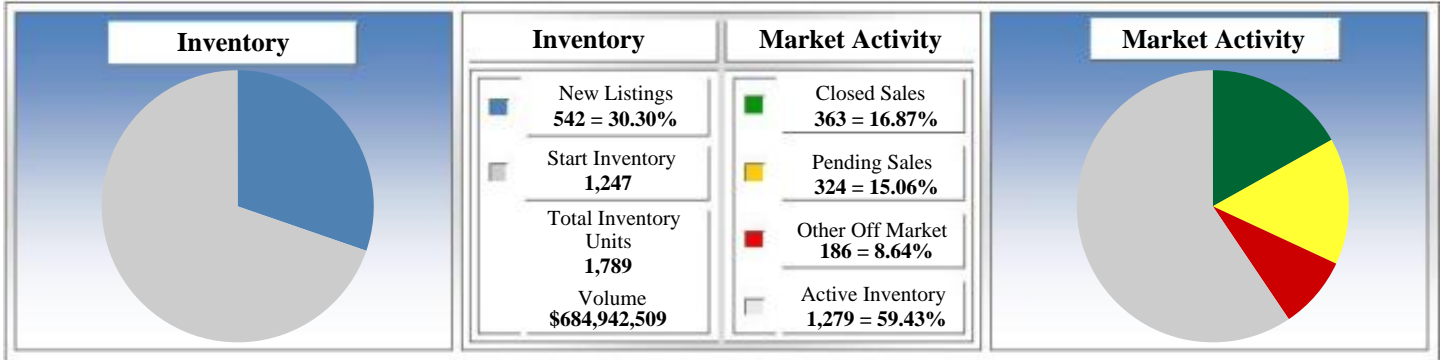 Inventory
Inventory
Market Activity
New Listings
542 = 30.30%
Start Inventory
1,247
Total Inventory
Units
1,789
Volume
$684,942,509
Closed Sales
363 = 16.87%
Pending Sales
324 = 15.06%
Other Off Market
186 = 8.64%
Active Inventory
1,279 = 59.43%
Market Activity